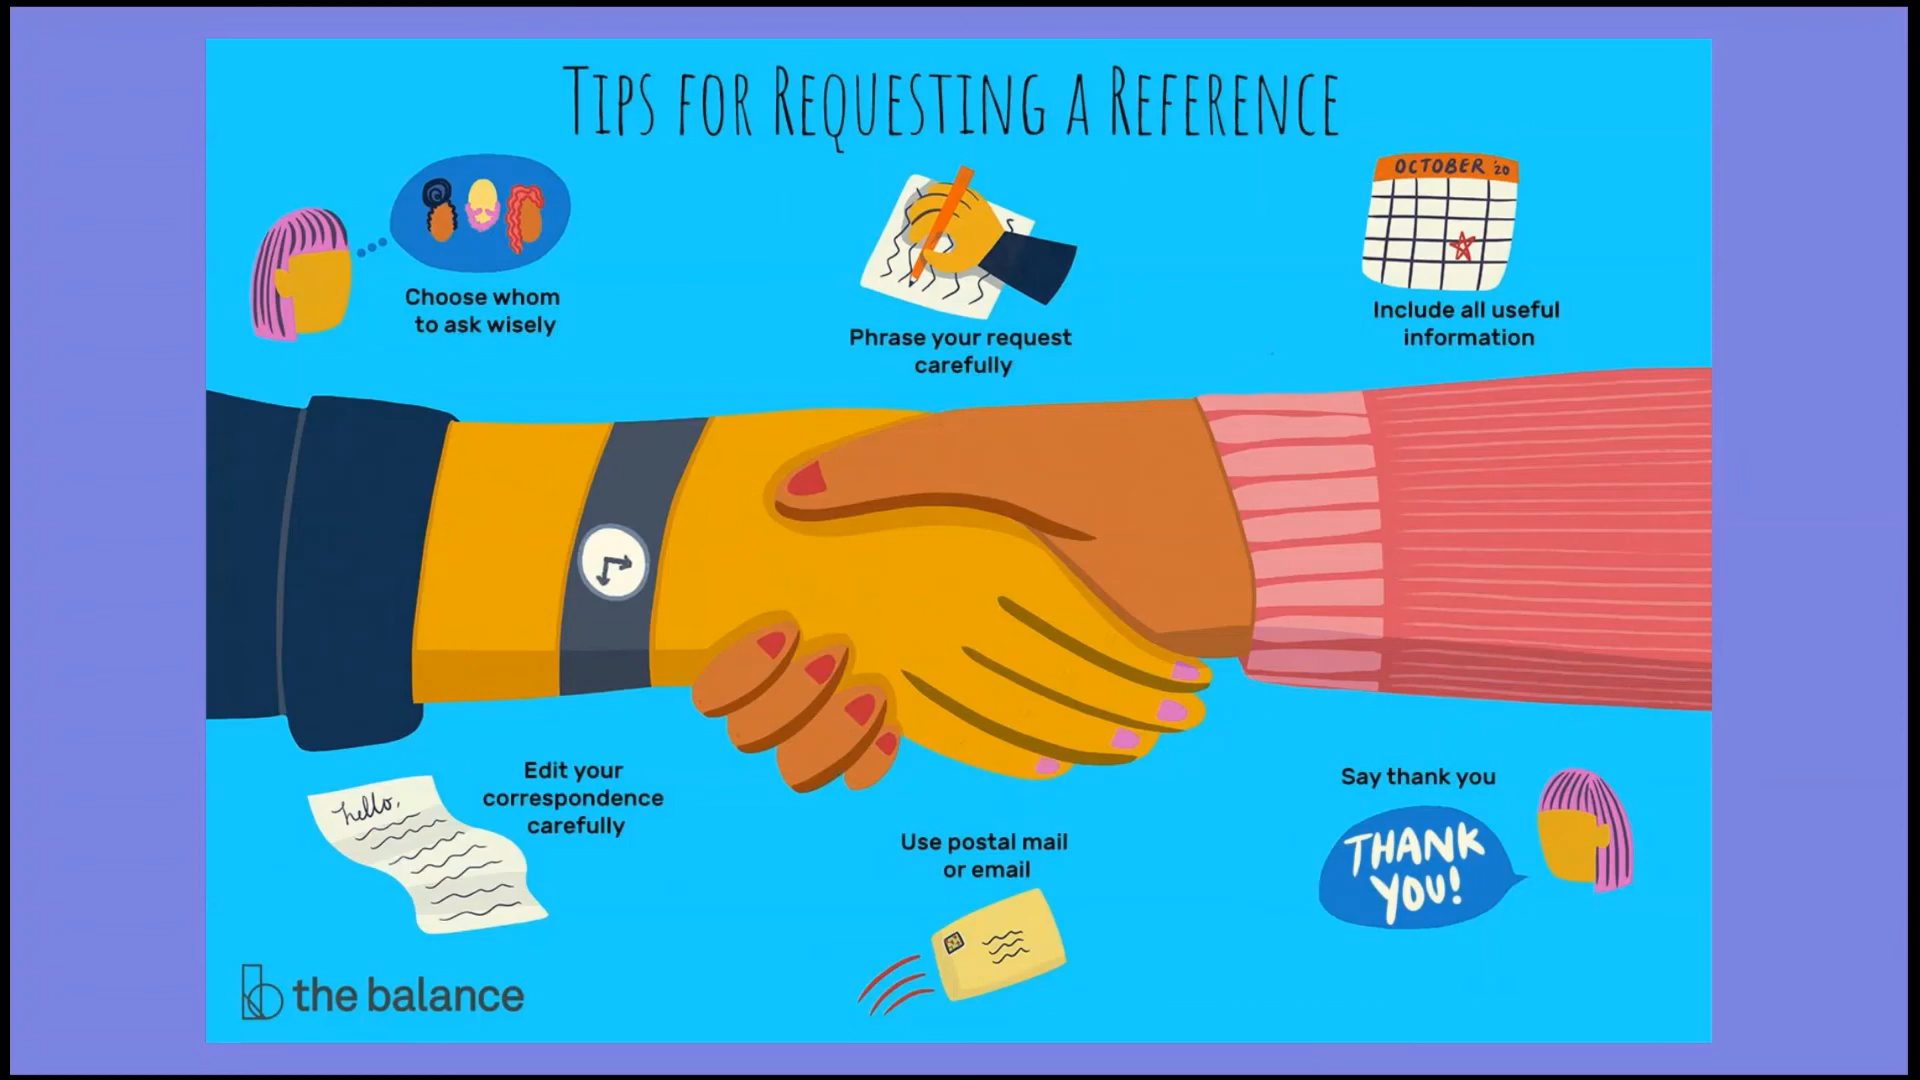 TIPS FOR REQUESTING A REFERENCE
OCTOBER '20
Choose whom
to ask wisely
Phrase your request
carefully
Include all useful
information
hello,
Edit your
correspondence
carefully
Use postal mail
or email
Say thank you
THANK
YOU!
the balance